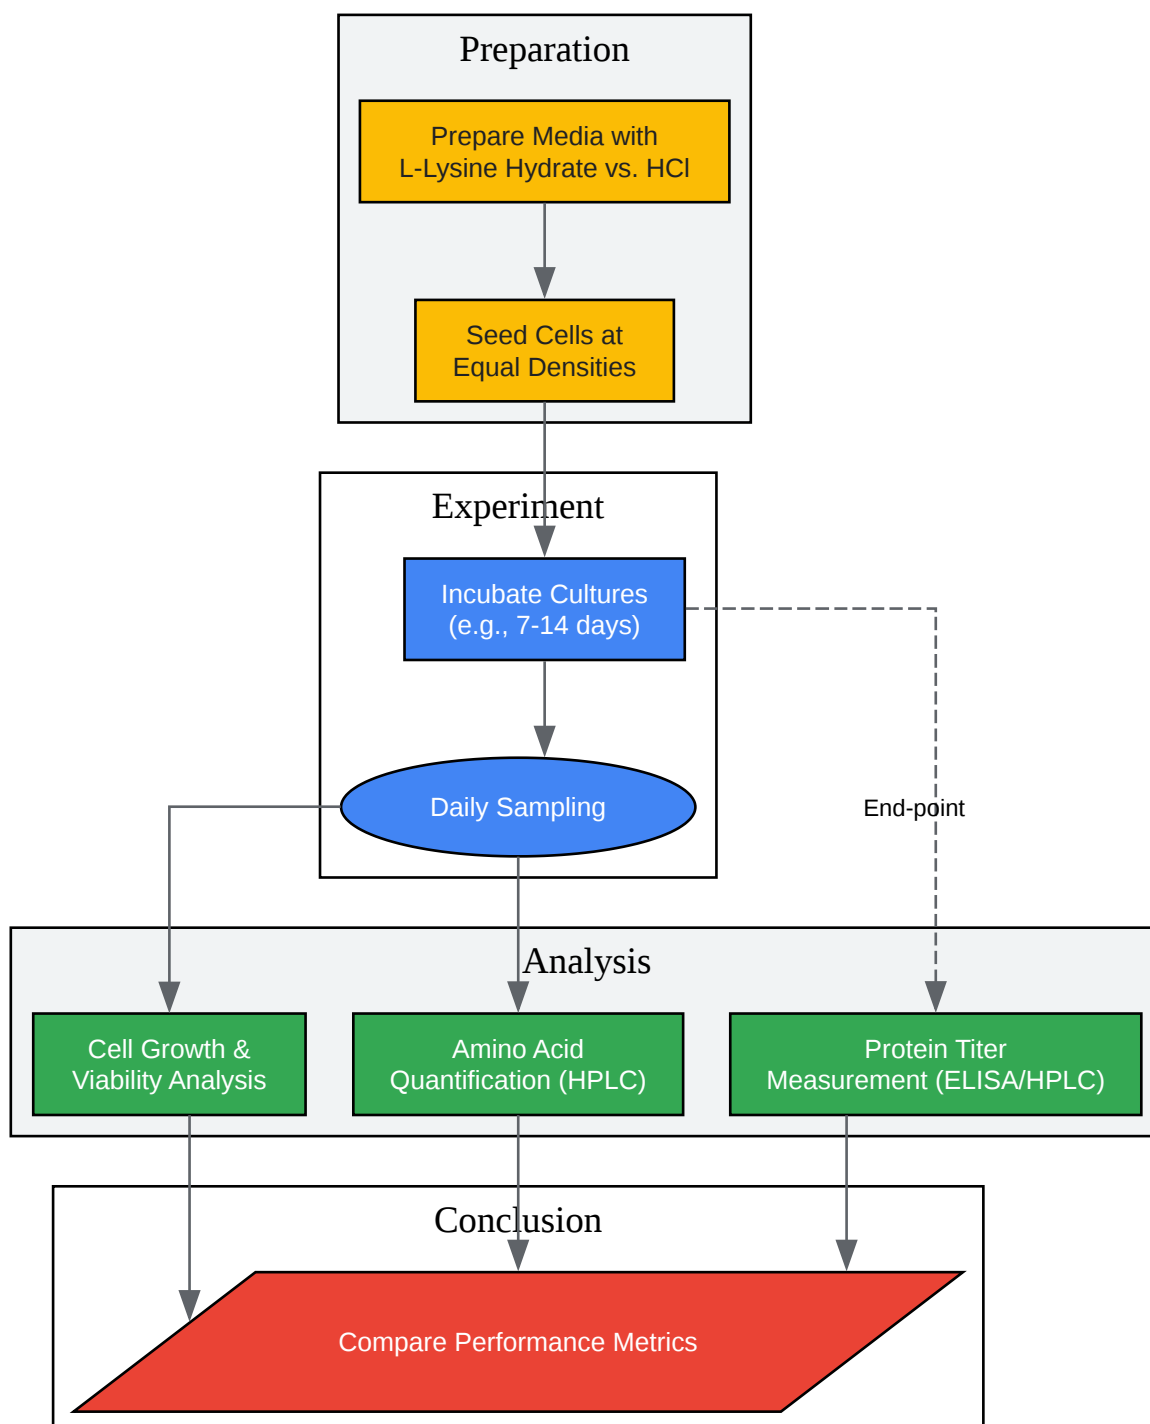 Preparation
Prepare Media with
L-Lysine Hydrate vs. HCl
Seed Cells at
Equal Densities
Experiment
Incubate Cultures
(e.g., 7-14 days)
Daily Sampling
End-point
Analysis
Cell Growth &
Viability Analysis
Amino Acid
Quantification (HPLC)
Protein Titer
Measurement (ELISA/HPLC)
Conclusion
Compare Performance Metrics